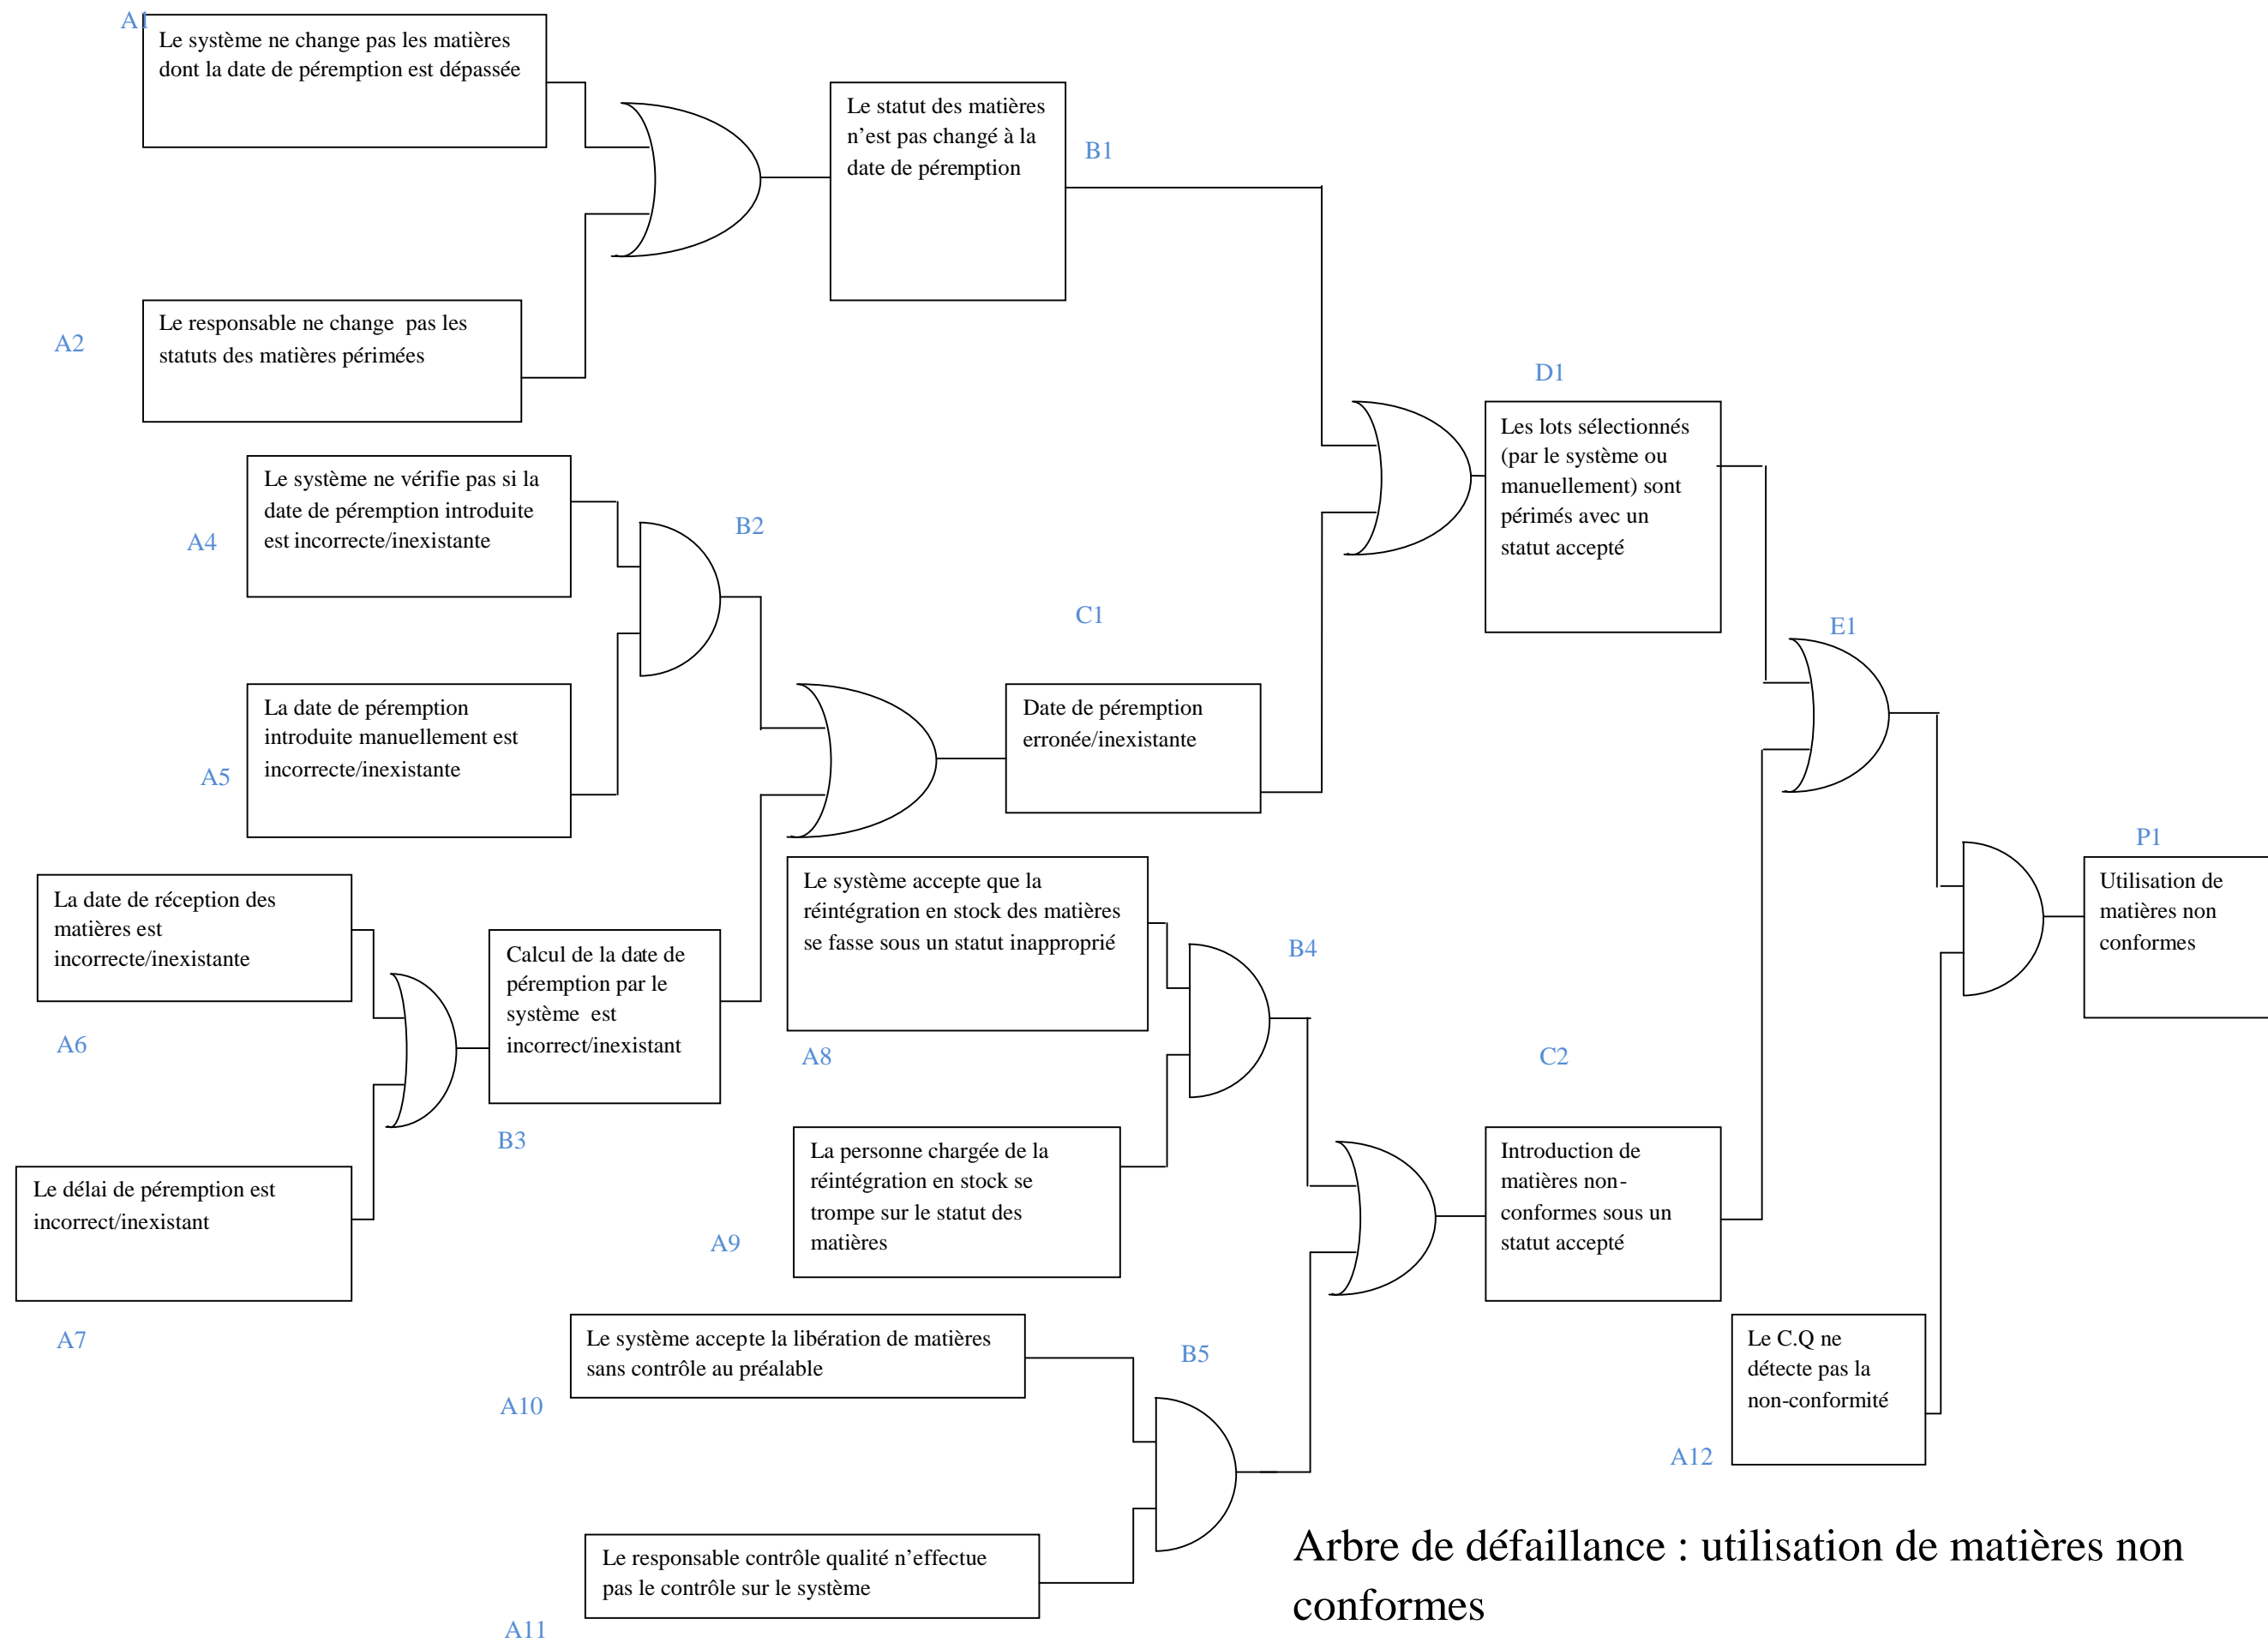 A1
Le système ne change pas les matières
dont la date de péremption est dépassée
Le statut des matières
n’est pas changé à la
date de péremption
B1
A2
Le responsable ne change pas les
statuts des matières périmées
D1
Les lots sélectionnés
(par le système ou
manuellement) sont
périmés avec un
statut accepté
A4
Le système ne vérifie pas si la
date de péremption introduite
est incorrecte/inexistante
B2
C1
E1
A5
La date de péremption
introduite manuellement est
incorrecte/inexistante
Date de péremption
erronée/inexistante
P1
Utilisation de
matières non
conformes
La date de réception des
matières est
incorrecte/inexistante
A6
Calcul de la date de
péremption par le
système est
incorrect/inexistant
B3
Le système accepte que la
réintégration en stock des matières
se fasse sous un statut inapproprié
A8
B4
C2
Le délai de péremption est
incorrect/inexistant
A7
La personne chargée de la
réintégration en stock se
trompe sur le statut des
matières
A9
Introduction de
matières non-
conformes sous un
statut accepté
Le système accepte la libération de matières
sans contrôle au préalable
A10
B5
Le C.Q ne
détecte pas la
non-conformité
A12
Le responsable contrôle qualité n’effectue
pas le contrôle sur le système
A11
Arbre de défaillance : utilisation de matières non
conformes